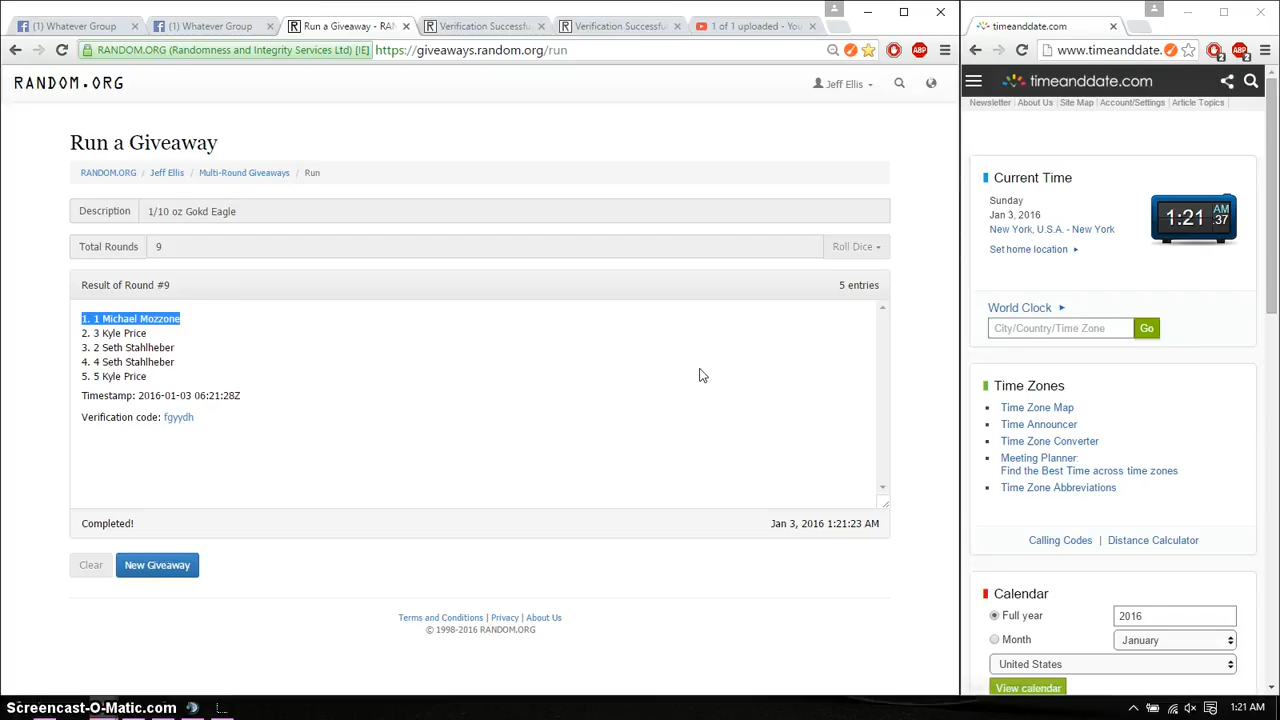 (1) Whatever Group
(1) Whatever Group
Run a Giveaway - RAN
Verification Successfu
Verification Successfu
1 of 1 uploaded - You
RANDOM.ORG (Randomness and Integrity Services Ltd) [IE]
https://giveaways.random.org/run
ABP
RANDOM.ORG
Jeff Ellis
Run a Giveaway
RANDOM.ORG / Jeff Ellis / Multi-Round Giveaways / Run
Description 1/10 oz Gokd Eagle
Total Rounds 9 Roll Dice
Result of Round #9 5 entries
1. 1 Michael Mozzone
2. 3 Kyle Price
3. 2 Seth Stahlheber
4. 4 Seth Stahlheber
5. 5 Kyle Price
Timestamp: 2016-01-03 06:21:28Z
Verification code: fgyydh
Completed! Jan 3, 2016 1:21:23 AM
Clear New Giveaway
Terms and Conditions | Privacy | About Us
© 1998-2016 RANDOM.ORG
timeanddate.com
www.timeanddate.
2
ABP
2
timeanddate.com
Newsletter | About Us | Site Map | Account/Settings | Article Topics |
Current Time
Sunday
Jan 3, 2016
New York, U.S.A. - New York
Set home location
1:21 AM :37
World Clock
City/Country/Time Zone Go
Time Zones
Time Zone Map
Time Announcer
Time Zone Converter
Meeting Planner:
Find the Best Time across time zones
Time Zone Abbreviations
Calling Codes | Distance Calculator
Calendar
Full year 2016
Month January
United States
View calendar
Screencast-O-Matic.com
1:21 AM